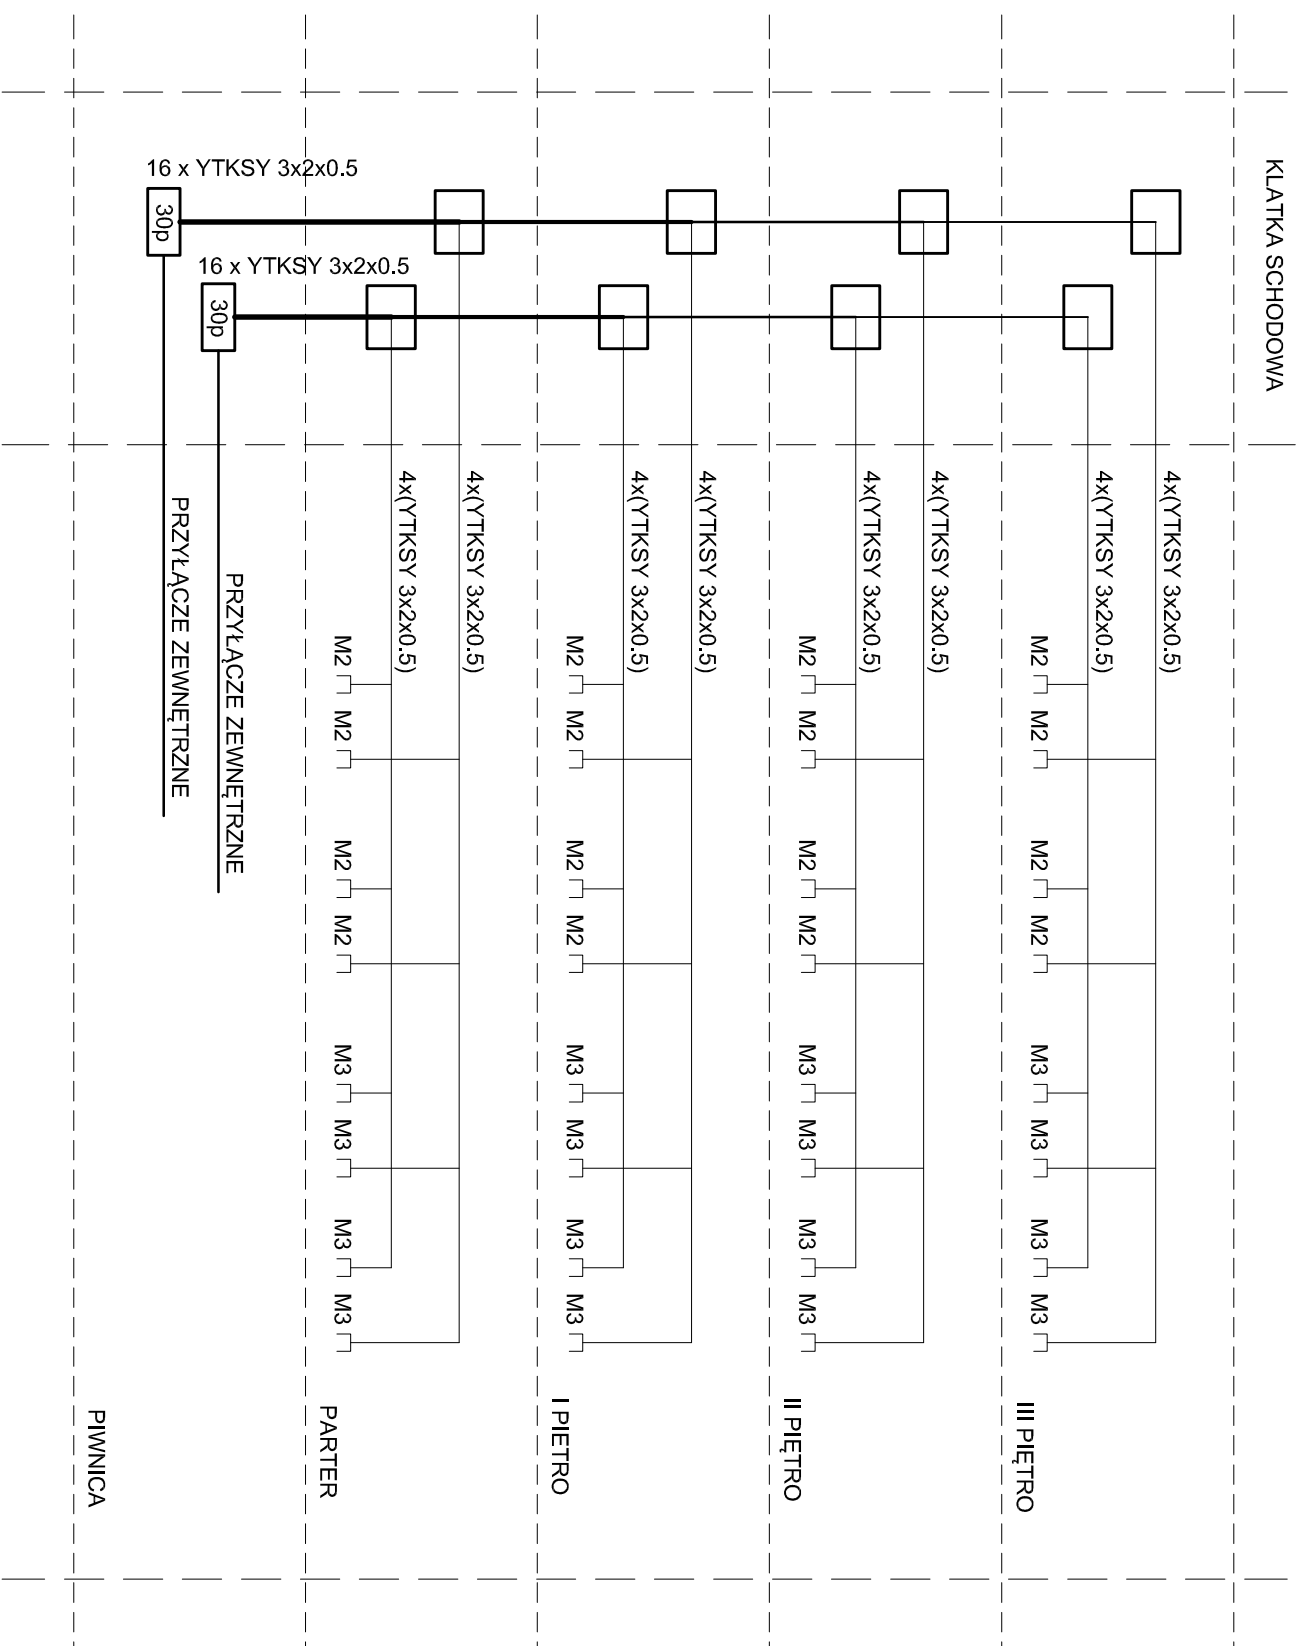 KLATKA SCHODOWA
4x(YTKSY 3x2x0.5)
4x(YTKSY 3x2x0.5)
M2
M2
M2
M2
M3
M3
M3
M3
III PIĘTRO
4x(YTKSY 3x2x0.5)
4x(YTKSY 3x2x0.5)
M2
M2
M2
M2
M3
M3
M3
M3
II PIĘTRO
4x(YTKSY 3x2x0.5)
4x(YTKSY 3x2x0.5)
M2
M2
M2
M2
M3
M3
M3
M3
I PIETRO
4x(YTKSY 3x2x0.5)
4x(YTKSY 3x2x0.5)
M2
M2
M2
M2
M3
M3
M3
M3
PARTER
16 x YTKSY 3x2x0.5
30p
16 x YTKSY 3x2x0.5
30p
PRZYŁĄCZE ZEWNĘTRZNE
PRZYŁĄCZE ZEWNĘTRZNE
PIWNICA